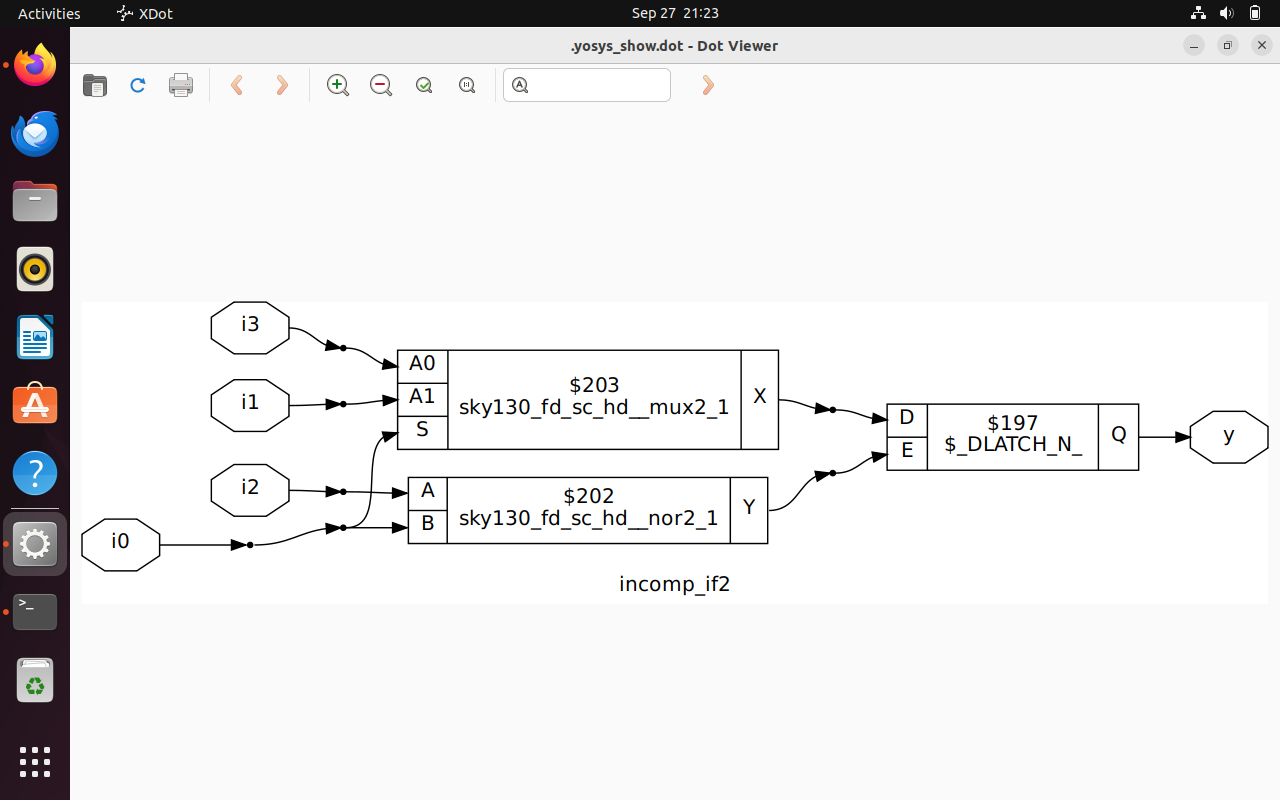 Activities XDot Sep 27 21:23
.yosys_show.dot - Dot Viewer
i3
i1
i2
i0
A0
A1
S
$203
sky130_fd_sc_hd__mux2_1
X
A
B
$202
sky130_fd_sc_hd__nor2_1
Y
D
E
$197
$_DLATCH_N_
Q
y
incomp_if2